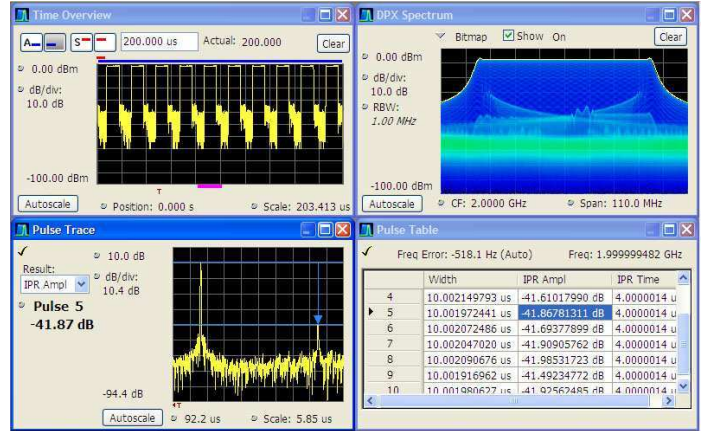 Time Overview
A S 200.000 us Actual: 200.000 Clear
0.00 dBm
dB/div:
10.0 dB
-100.00 dBm
T
Autoscale Position: 0.000 s Scale: 203.413 us
DPX Spectrum
Bitmap Show On Clear
0.00 dBm
dB/div:
10.0 dB
RBW:
1.00 MHz
-100.00 dBm
Autoscale CF: 2.0000 GHz Span: 110.0 MHz
Pulse Trace
Result:
IPR Ampl
Pulse 5
-41.87 dB
10.0 dB
dB/div:
10.4 dB
-94.4 dB
T
Autoscale 92.2 us Scale: 5.85 us
Pulse Table
Freq Error: -518.1 Hz (Auto) Freq: 1.999999482 GHz
Width IPR Ampl IPR Time
4 10.002149793 us -41.61017990 dB 4.0000014 u
5 10.001972441 us -41.86781311 dB 4.0000014 u
6 10.002072486 us -41.69377899 dB 4.0000014 u
7 10.002047020 us -41.90905762 dB 4.0000014 u
8 10.002090676 us -41.98531723 dB 4.0000014 u
9 10.001916962 us -41.49234772 dB 4.0000014 u
10 10.001980627 us -41.92562485 dB 4.0000014 u